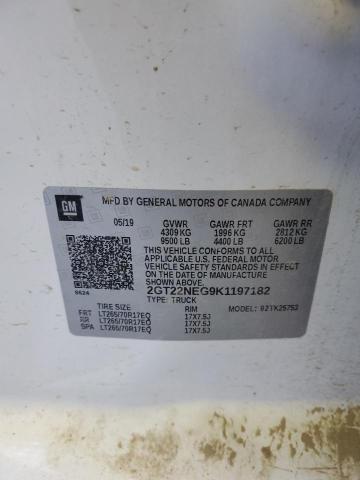 GM
MFD BY GENERAL MOTORS OF CANADA COMPANY
05/19 GVWR GAWR FRT GAWR RR
4309 KG 1996 KG 2812 KG
9500 LB 4400 LB 6200 LB
THIS VEHICLE CONFORMS TO ALL
APPLICABLE U.S. FEDERAL MOTOR
VEHICLE SAFETY STANDARDS IN
EFFECT ON THE DATE OF
MANUFACTURE SHOWN ABOVE.
2GT22NEG9K1197182
TYPE: TRUCK MODEL:
TIRE SIZE RIM
FRT LT265/70R17EQ 17X7.5J
RR LT265/70R17EQ 17X7.5J
SPA LT265/70R17EQ 17X7.5J